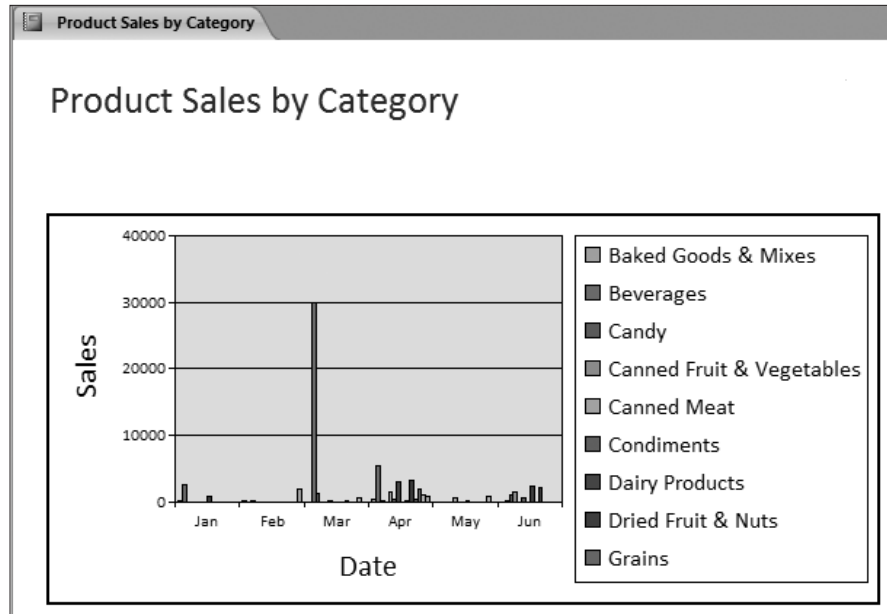 Product Sales by Category
Product Sales by Category
40000
30000
20000
10000
0
Sales
Jan Feb Mar Apr May Jun
Date
Baked Goods & Mixes
Beverages
Candy
Canned Fruit & Vegetables
Canned Meat
Condiments
Dairy Products
Dried Fruit & Nuts
Grains